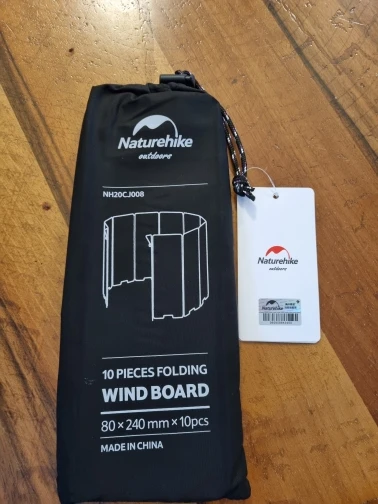 Naturehike
outdoors
NH20CJ008
10 PIECES FOLDING
WIND BOARD
80×240 mm×10pcs
MADE IN CHINA
Naturehike
outdoors